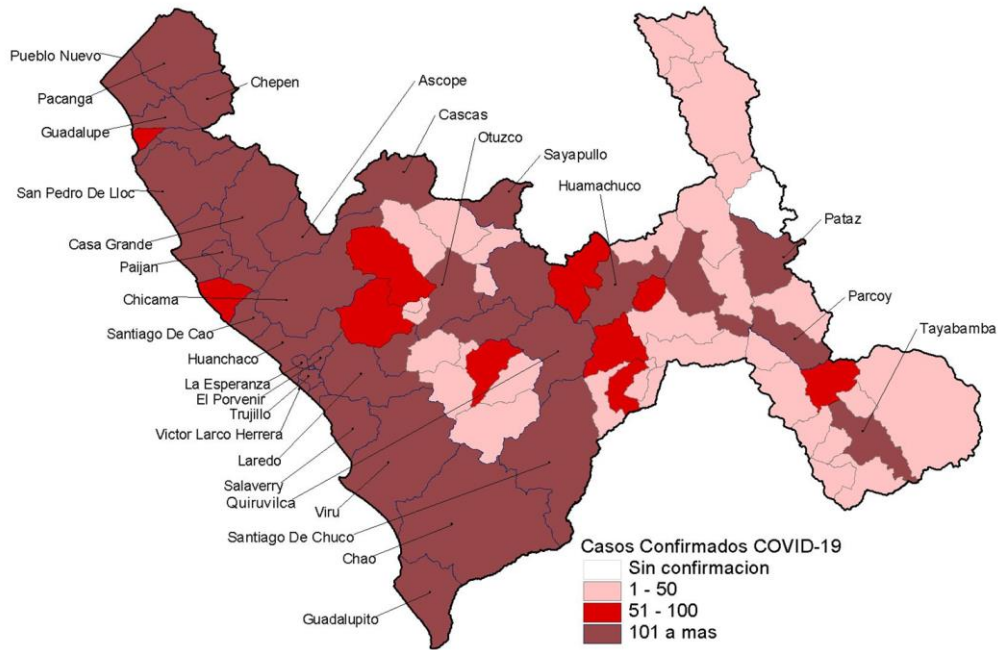 Pueblo Nuevo
Pacanga
Chepen
Guadalupe
Ascope
Cascas
Otuzco
Sayapullo
Huamachuco
San Pedro De Lloc
Casa Grande
Paijan
Chicama
Santiago De Cao
Huanchaco
La Esperanza
El Porvenir
Trujillo
Victor Larco Herrera
Laredo
Salaverry
Quiruvilca
Viru
Santiago De Chuco
Chao
Guadalupito
Pataz
Parcoy
Tayabamba
Casos Confirmados COVID-19
Sin confirmacion
1 - 50
51 - 100
101 a mas